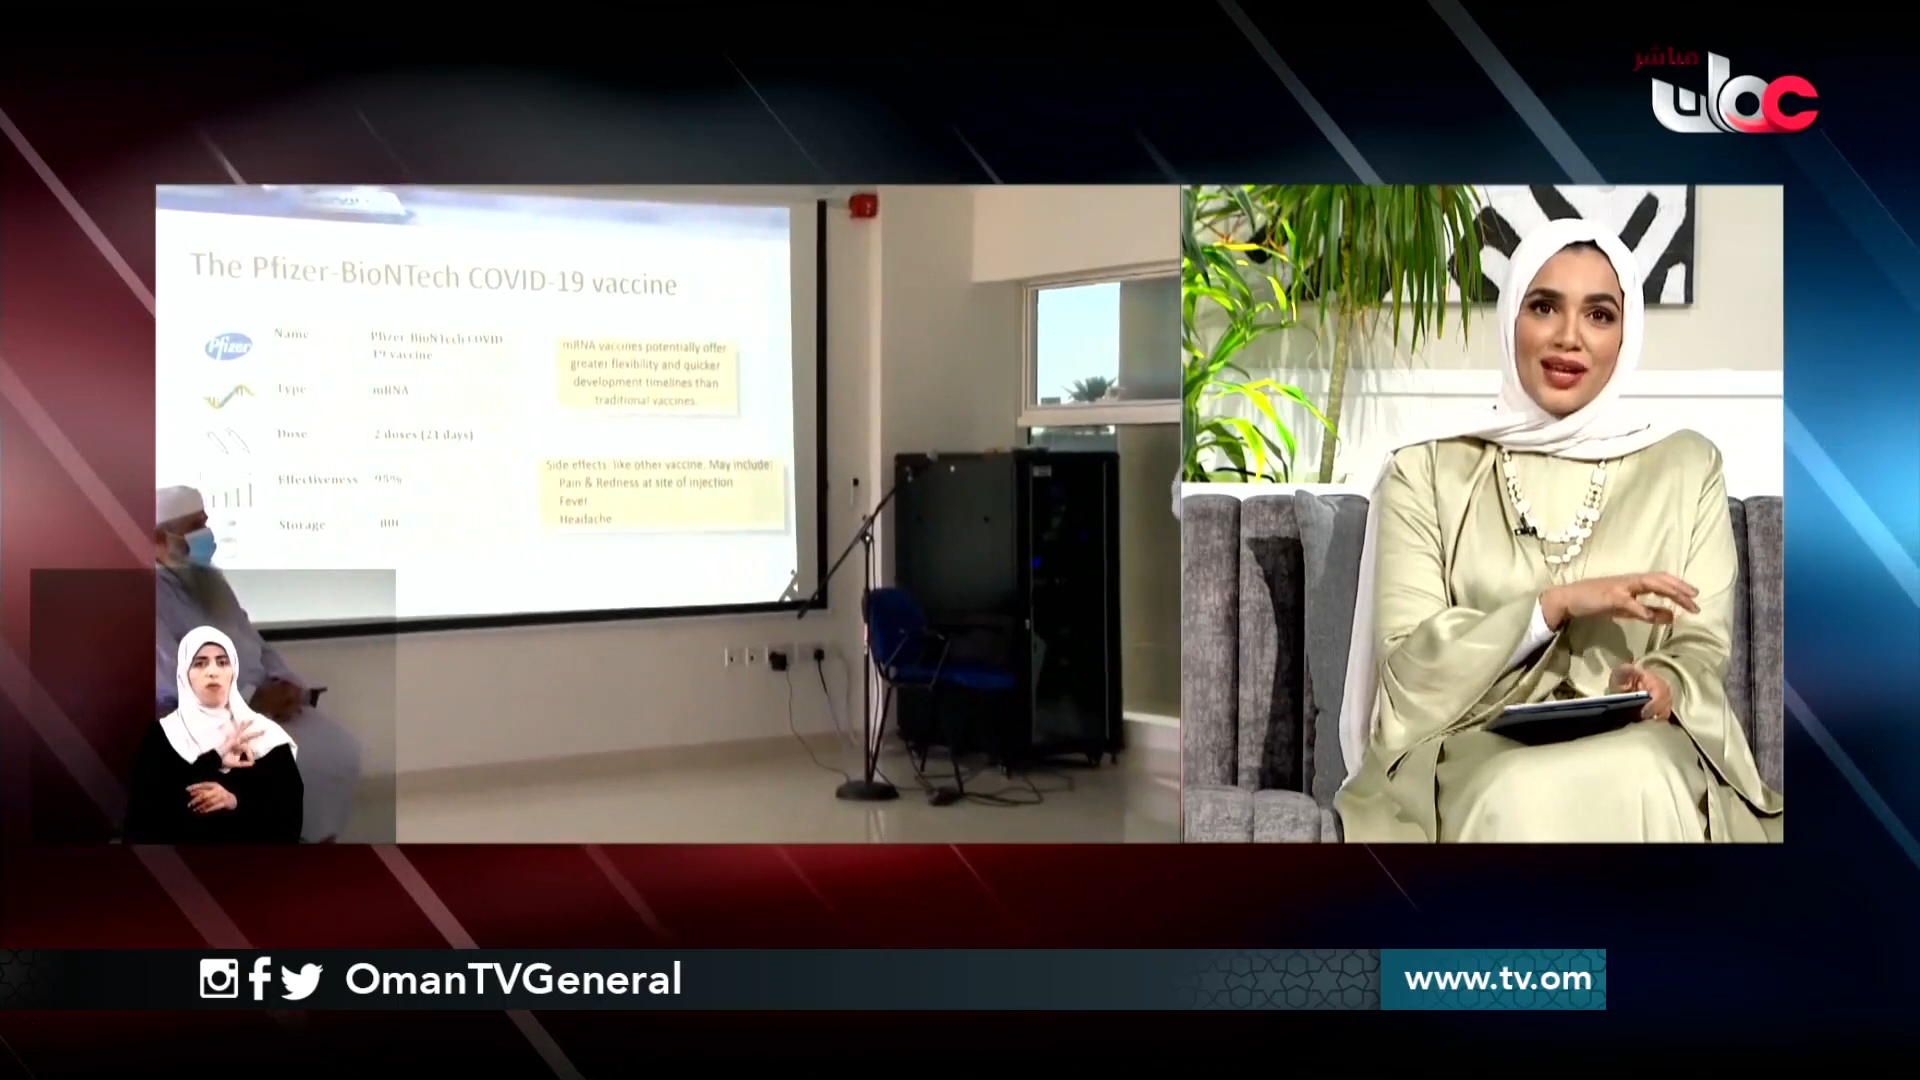 مباشر
عمان
The Pfizer-BioNTech COVID-19 vaccine
Pfizer
Name
Pfizer BioNTech COVID-
19 vaccine
Type
mRNA
Dose
2 doses (21 days)
Effectiveness
95%
Storage
mRNA vaccines potentially offer
greater flexibility and quicker
development timelines than
traditional vaccines.
Side effects: like other vaccine. May include:
Pain & Redness at site of injection
Fever
Headache
OmanTVGeneral
www.tv.om